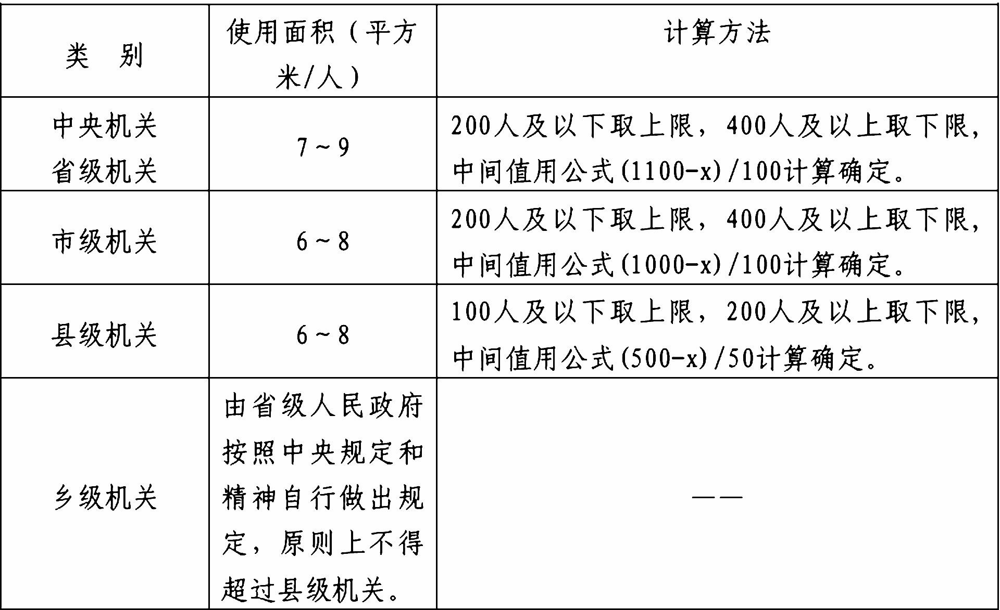 类 别
使用面积（平方
米/人）
计算方法
中央机关
省级机关
7～9
200人及以下取上限，400人及以上取下限，
中间值用公式(1100-x)/100计算确定。
市级机关
6～8
200人及以下取上限，400人及以上取下限，
中间值用公式(1000-x)/100计算确定。
县级机关
6～8
100人及以下取上限，200人及以上取下限，
中间值用公式(500-x)/50计算确定。
乡级机关
由省级人民政府
按照中央规定和
精神自行做出规
定，原则上不得
超过县级机关。
——